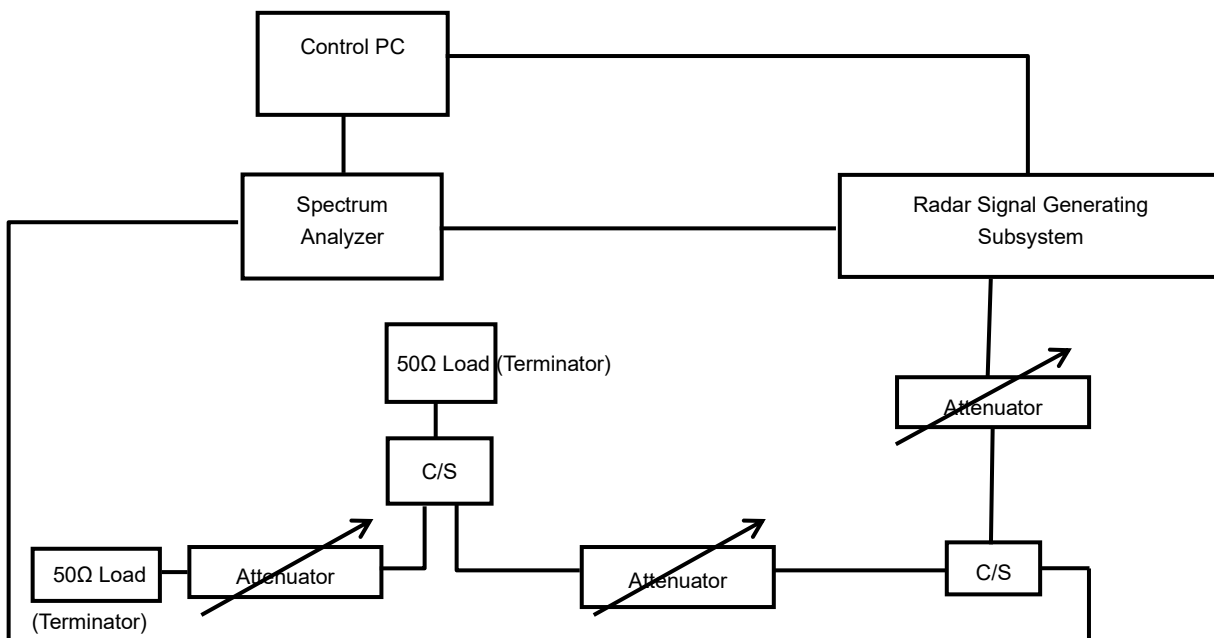 Control PC
Spectrum
Analyzer
Radar Signal Generating
Subsystem
50Ω Load (Terminator)
Attenuator
C/S
50Ω Load
(Terminator)
Attenuator
Attenuator
C/S